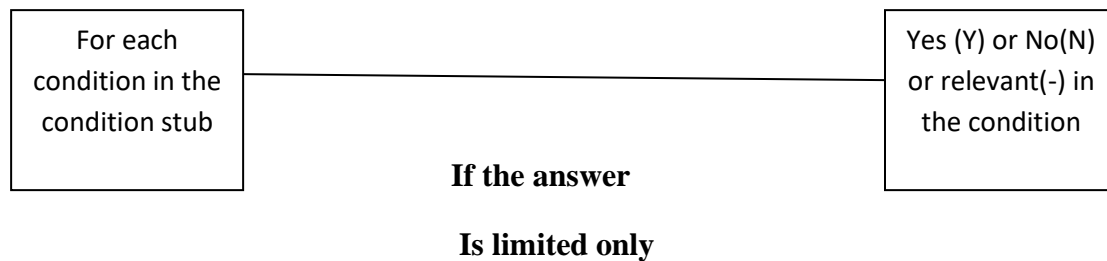 For each
condition in the
condition stub
Yes (Y) or No(N)
or relevant(-) in
the condition
If the answer
Is limited only